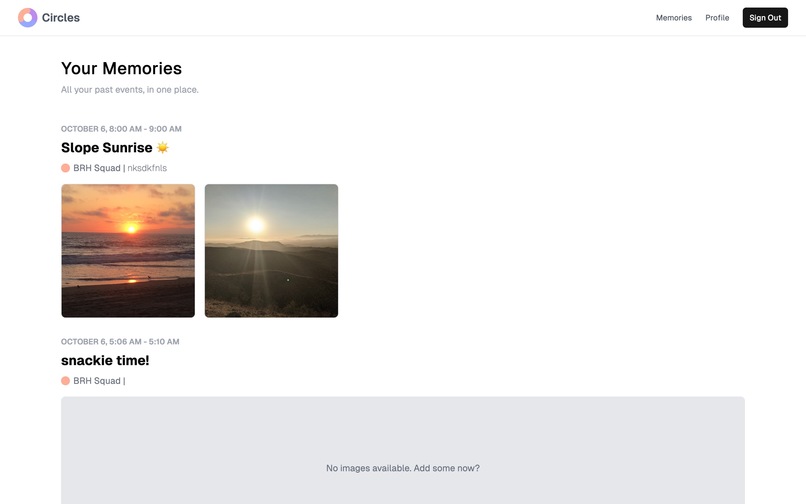 Circles
Memories
Profile
Sign Out
Your Memories
All your past events, in one place.
OCTOBER 6, 8:00 AM - 9:00 AM
Slope Sunrise ☀️
BRH Squad | nksdkfnls
OCTOBER 6, 5:06 AM - 5:10 AM
snackie time!
BRH Squad |
No images available. Add some now?